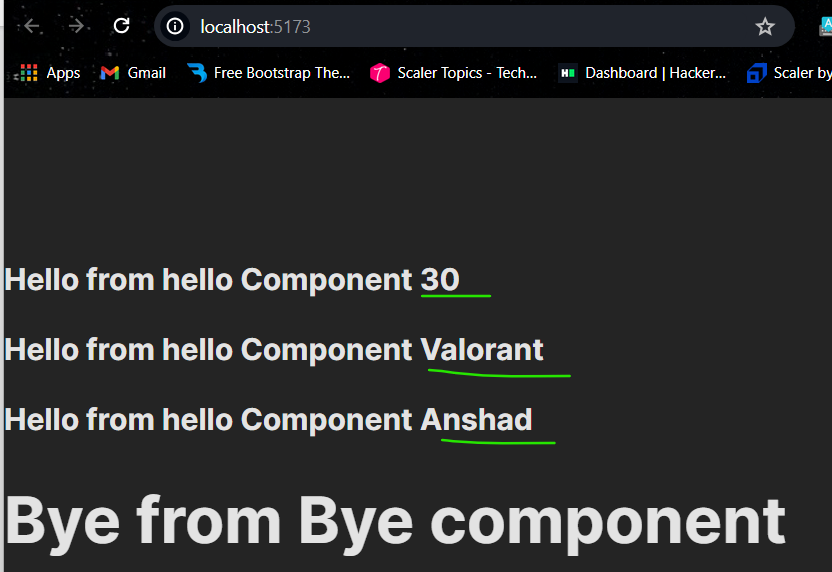 localhost:5173
Apps Gmail Free Bootstrap The... Scaler Topics - Tech... Dashboard | Hacker... Scaler by
Hello from hello Component 30
Hello from hello Component Valorant
Hello from hello Component Anshad
Bye from Bye component